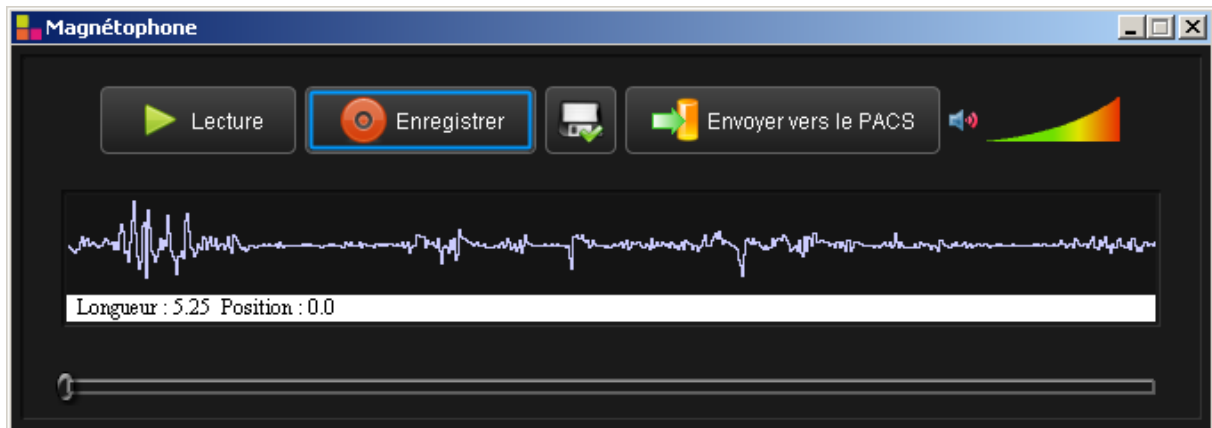 Magnétophone
Lecture Enregistrer Envoyer vers le PACS
Longueur : 5.25 Position : 0.0